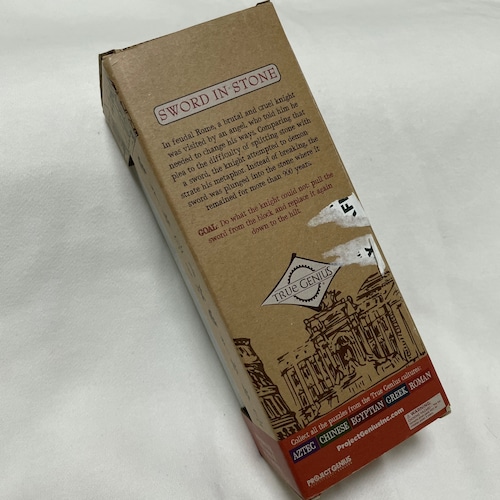 SWORD IN STONE
In feudal Rome, a brutal and cruel knight
was visited by an angel, who told him he
needed to change his ways. Comparing that
plea to the difficulty of splitting stone with
a sword, the knight attempted to demon
strate his metaphor. Instead of breaking, the
sword was plunged into the stone where it
remained for more than 900 years.
GOAL: Do what the knight could not: pull the
sword from the block and replace it again
down to the hilt.
TRUE GENIUS
Collect all the puzzles from the True Genius cultures:
AZTEC CHINESE EGYPTIAN GREEK ROMAN
ProjectGeniusinc.com
PROJECT GENIUS